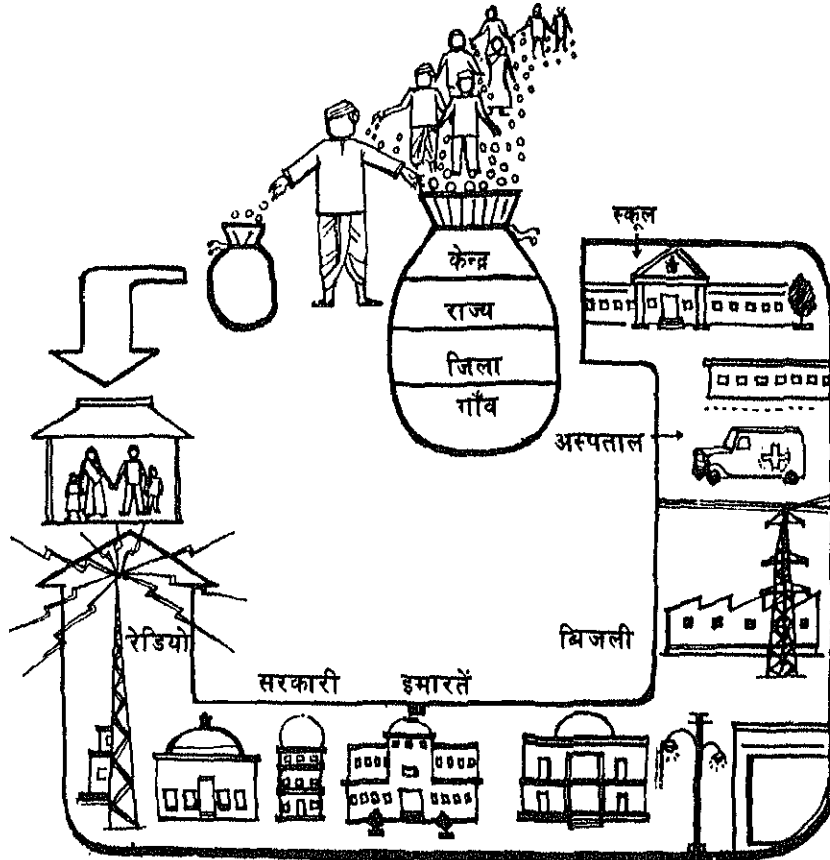 स्कूल
केन्द्र
राज्य
जिला
गाँव
अस्पताल
रेडियो
बिजली
सरकारी इमारतें